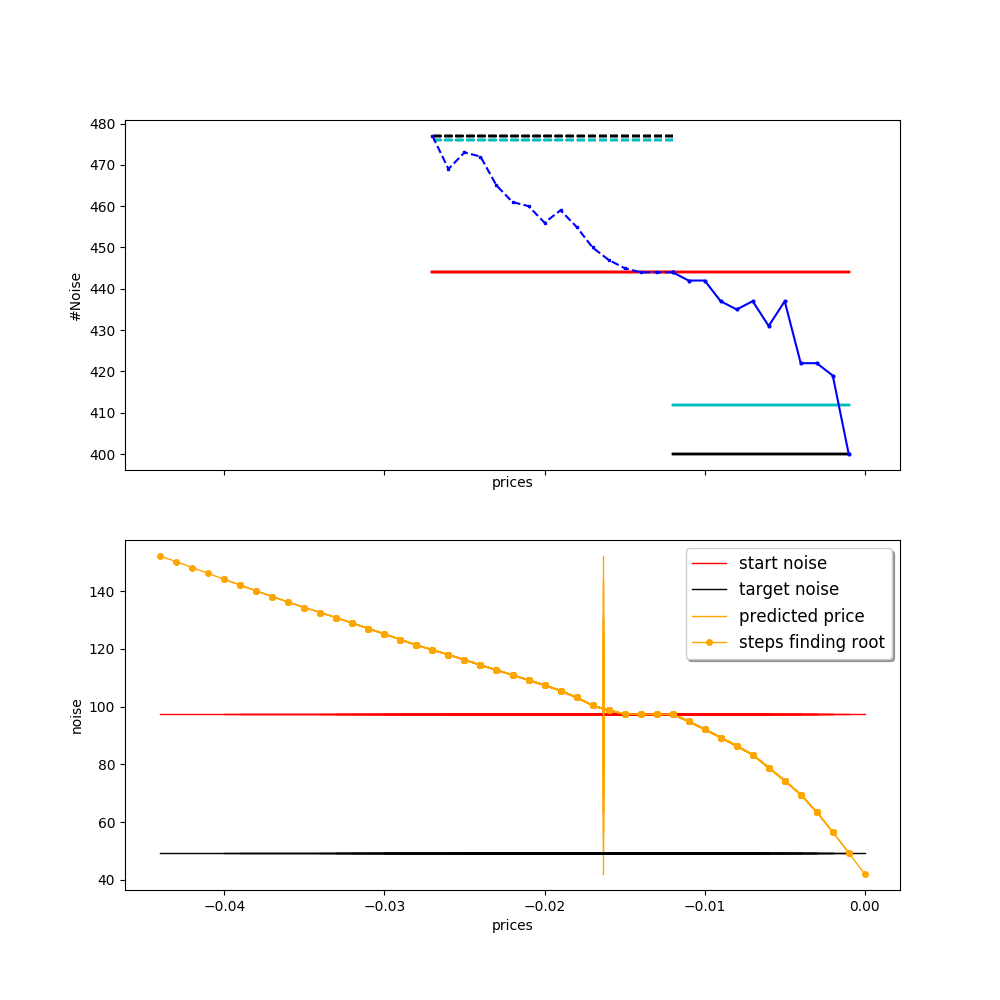 480
470
460
450
440
430
420
410
400
#Noise
prices
140
120
100
80
60
40
noise
start noise
target noise
predicted price
steps finding root
−0.04 −0.03 −0.02 −0.01 0.00
prices